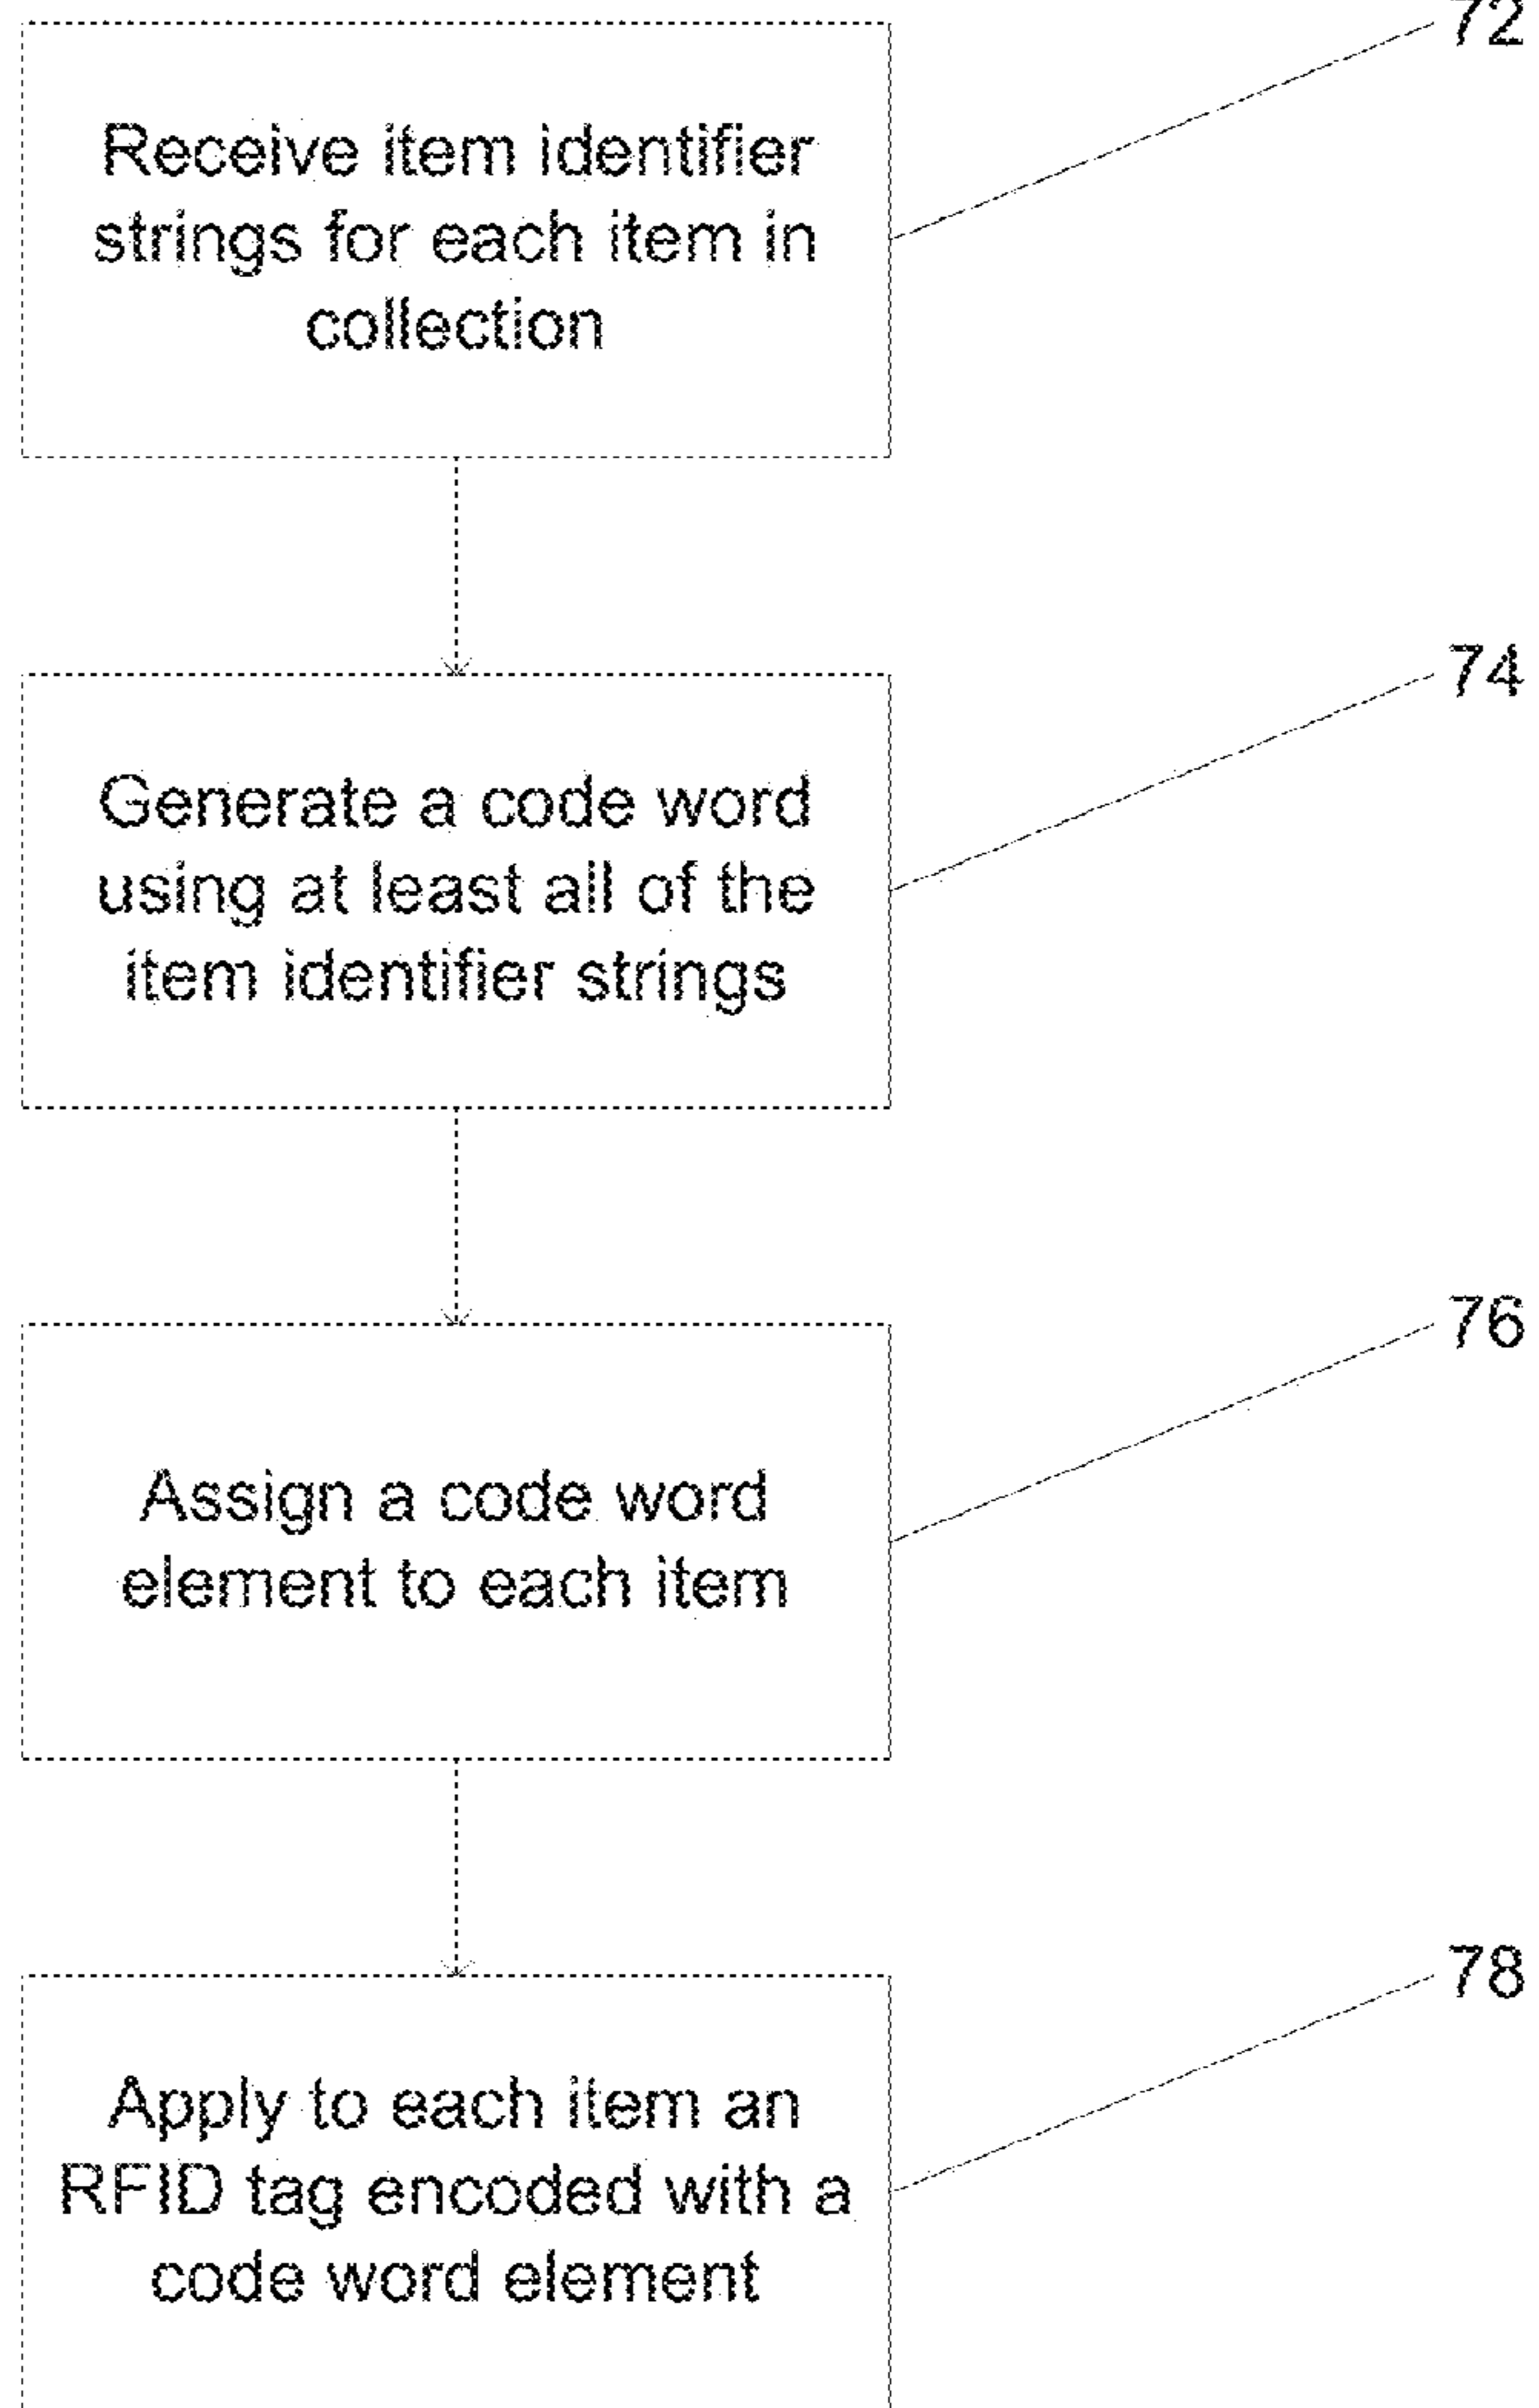 72
Receive item identifier
strings for each item in
collection
74
Generate a code word
using at least all of the
item identifier strings
76
Assign a code word
element to each item
78
Apply to each item an
RFID tag encoded with a
code word element